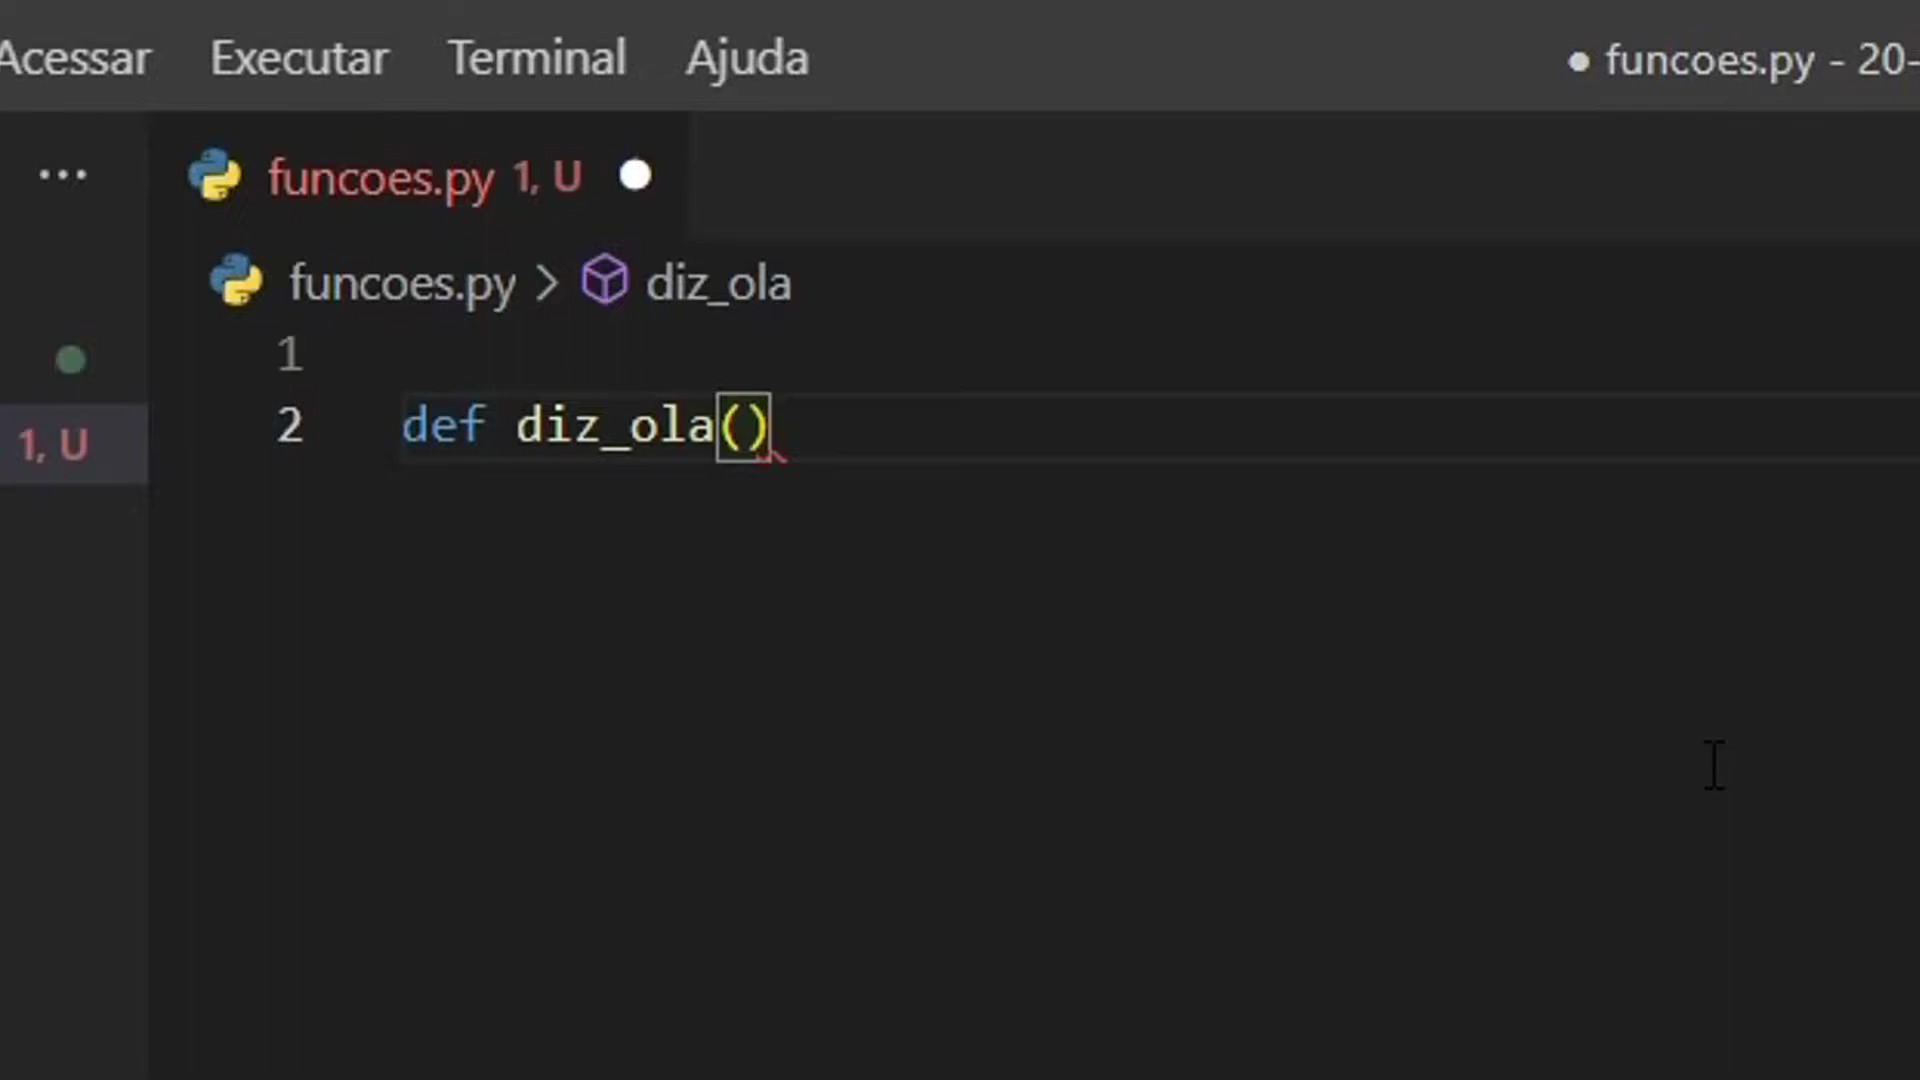 Acessar Executar Terminal Ajuda ● funcoes.py - 20-
... funcoes.py 1, U ●
funcoes.py > diz_ola
1
1, U 2 def diz_ola()